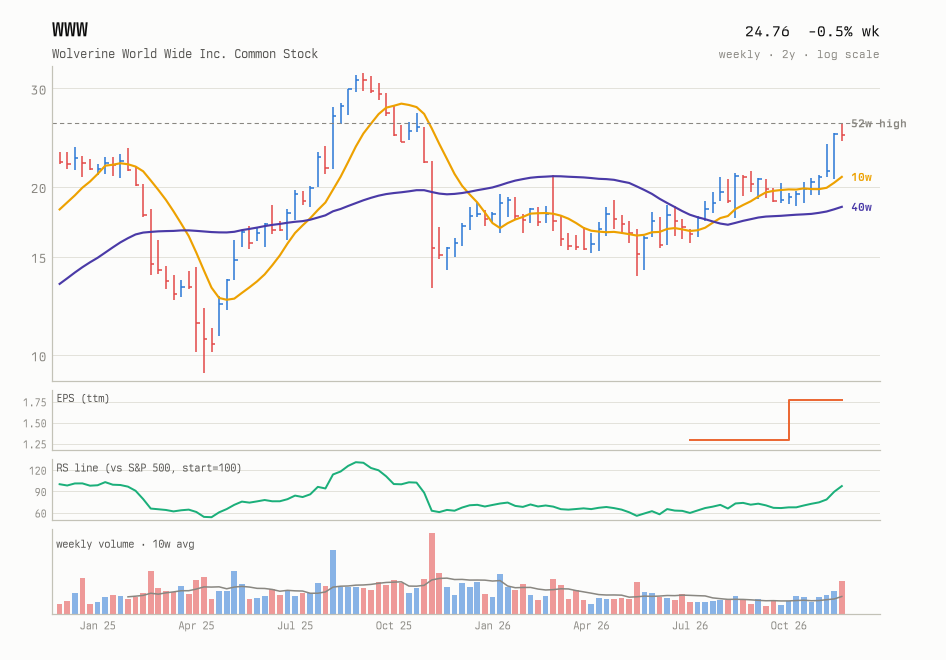 WWW
24.76 -0.5% wk
Wolverine World Wide Inc. Common Stock
weekly · 2y · log scale
30
52w high
20
10w
40w
15
10
EPS (ttm)
1.75
1.50
1.25
RS line (vs S&P 500, start=100)
120
90
60
weekly volume · 10w avg
Jan 25 Apr 25 Jul 25 Oct 25 Jan 26 Apr 26 Jul 26 Oct 26